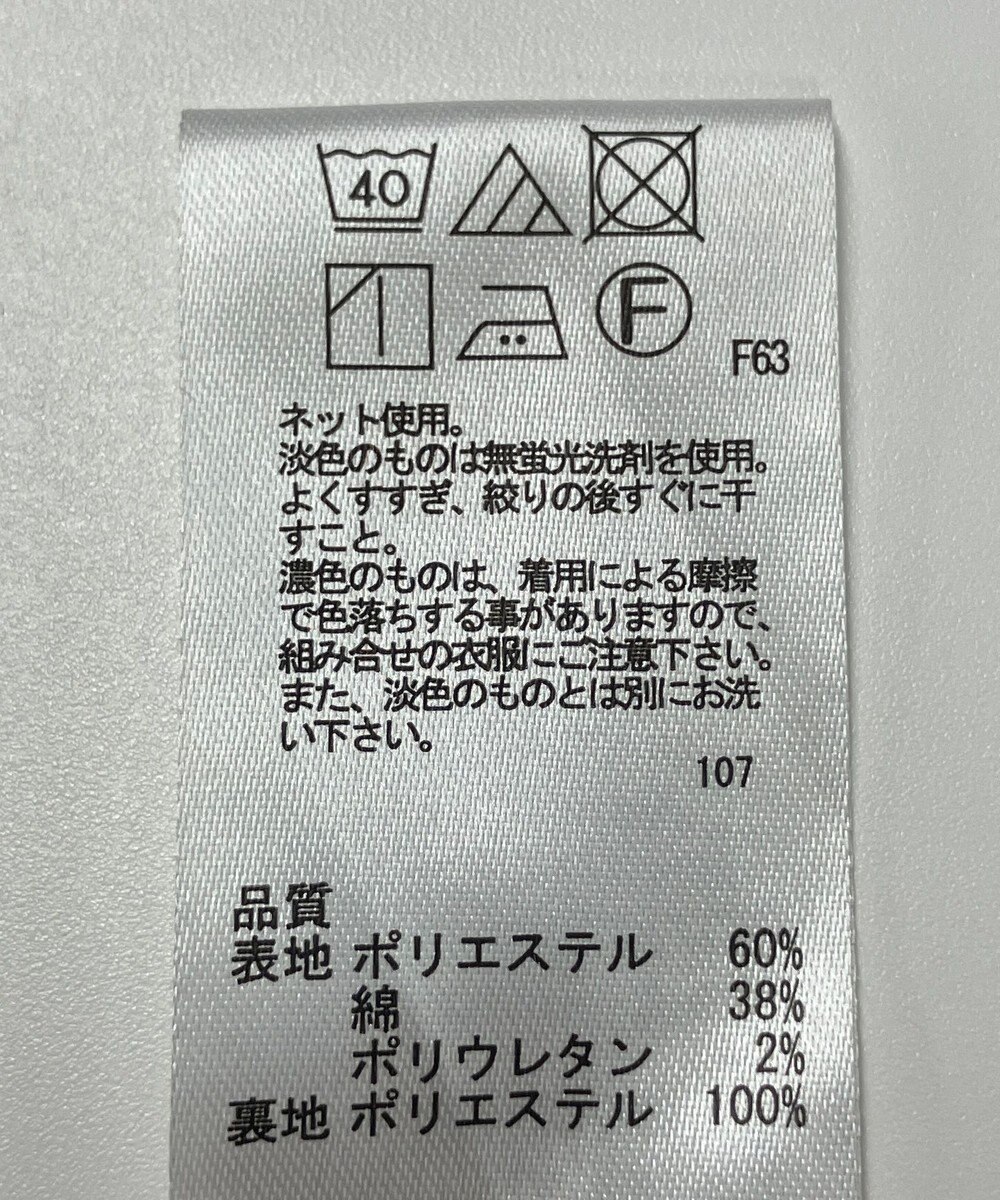 40
F
F63
ネット使用。
淡色のものは無蛍光洗剤を使用。
よくすすぎ、絞りの後すぐに干
すこと。
濃色のものは、着用による摩擦
で色落ちする事がありますので、
組み合せの衣服にご注意下さい。
また、淡色のものとは別にお洗
い下さい。
107
品質
表地 ポリエステル 60%
綿 38%
ポリウレタン 2%
裏地 ポリエステル 100%